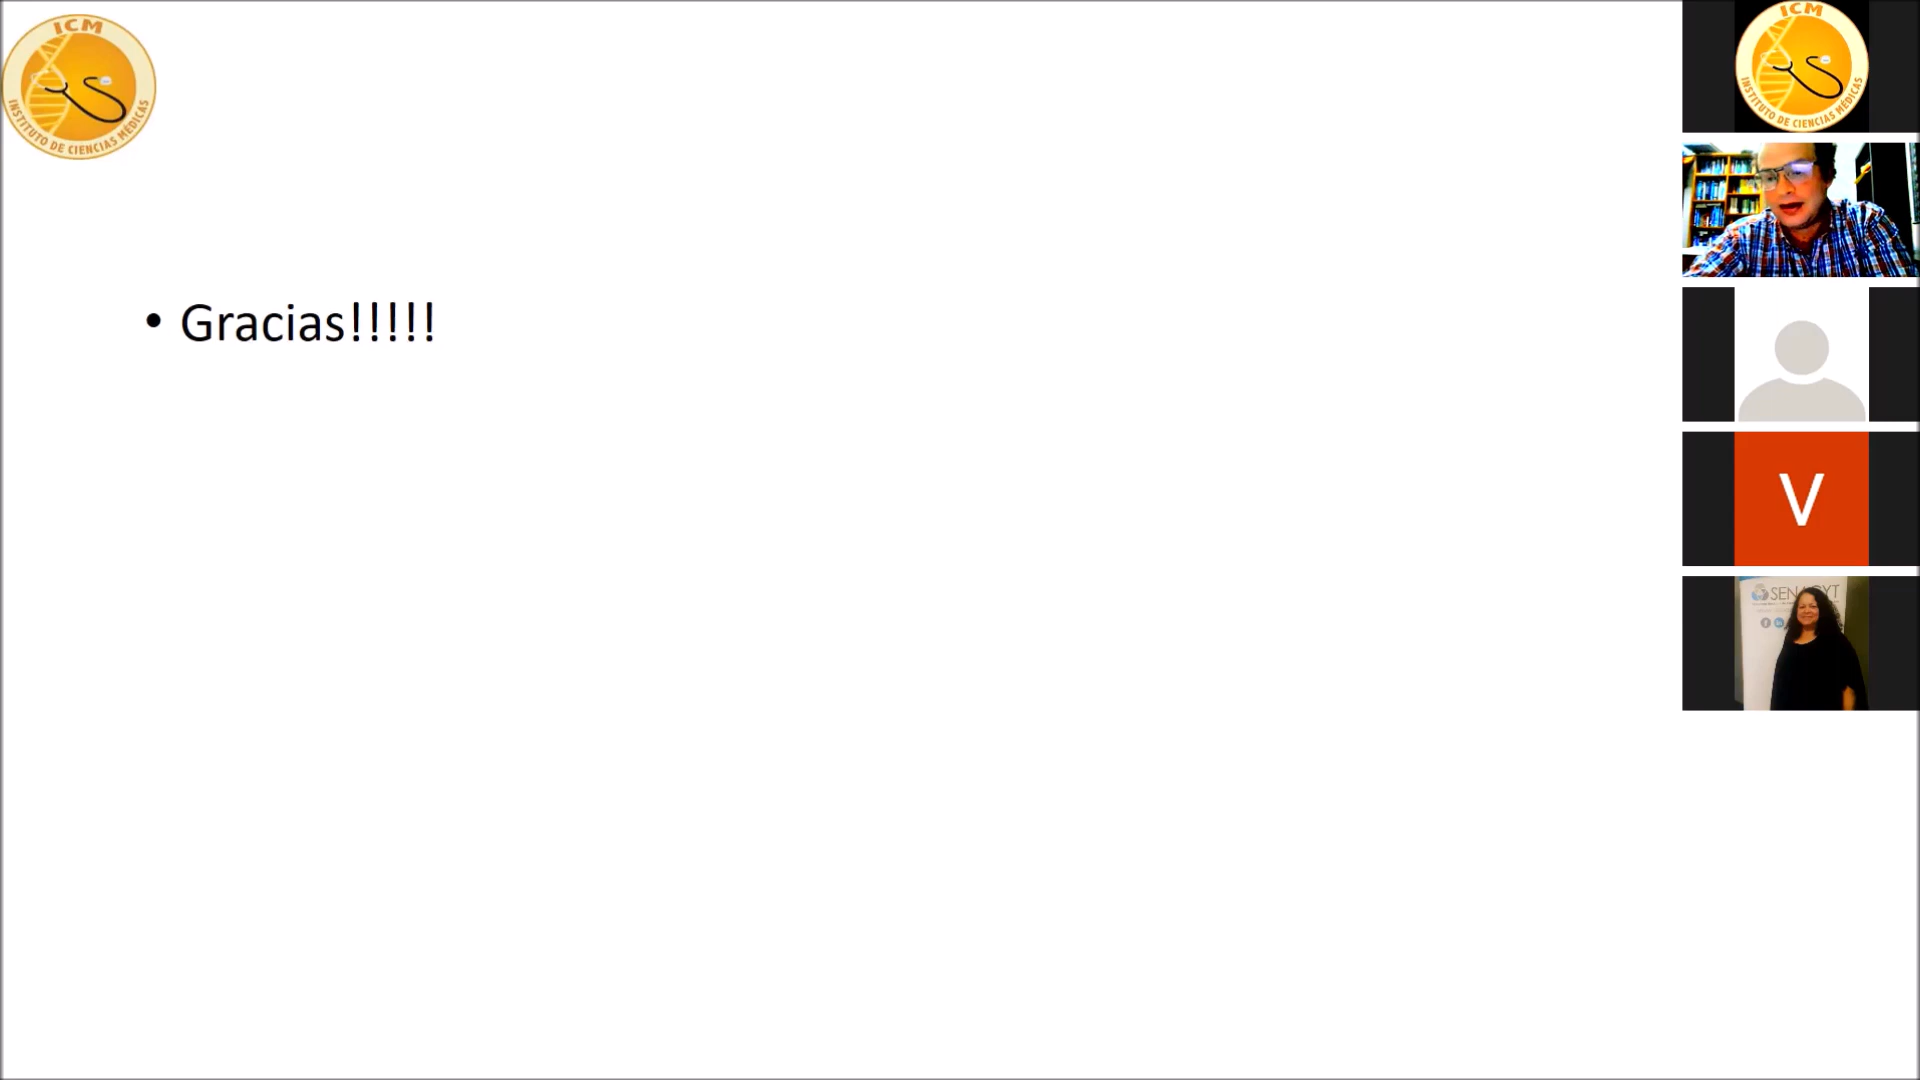 ICM
INSTITUTO DE CIENCIAS MÉDICAS
• Gracias!!!!!
ICM
INSTITUTO DE CIENCIAS MÉDICAS
V